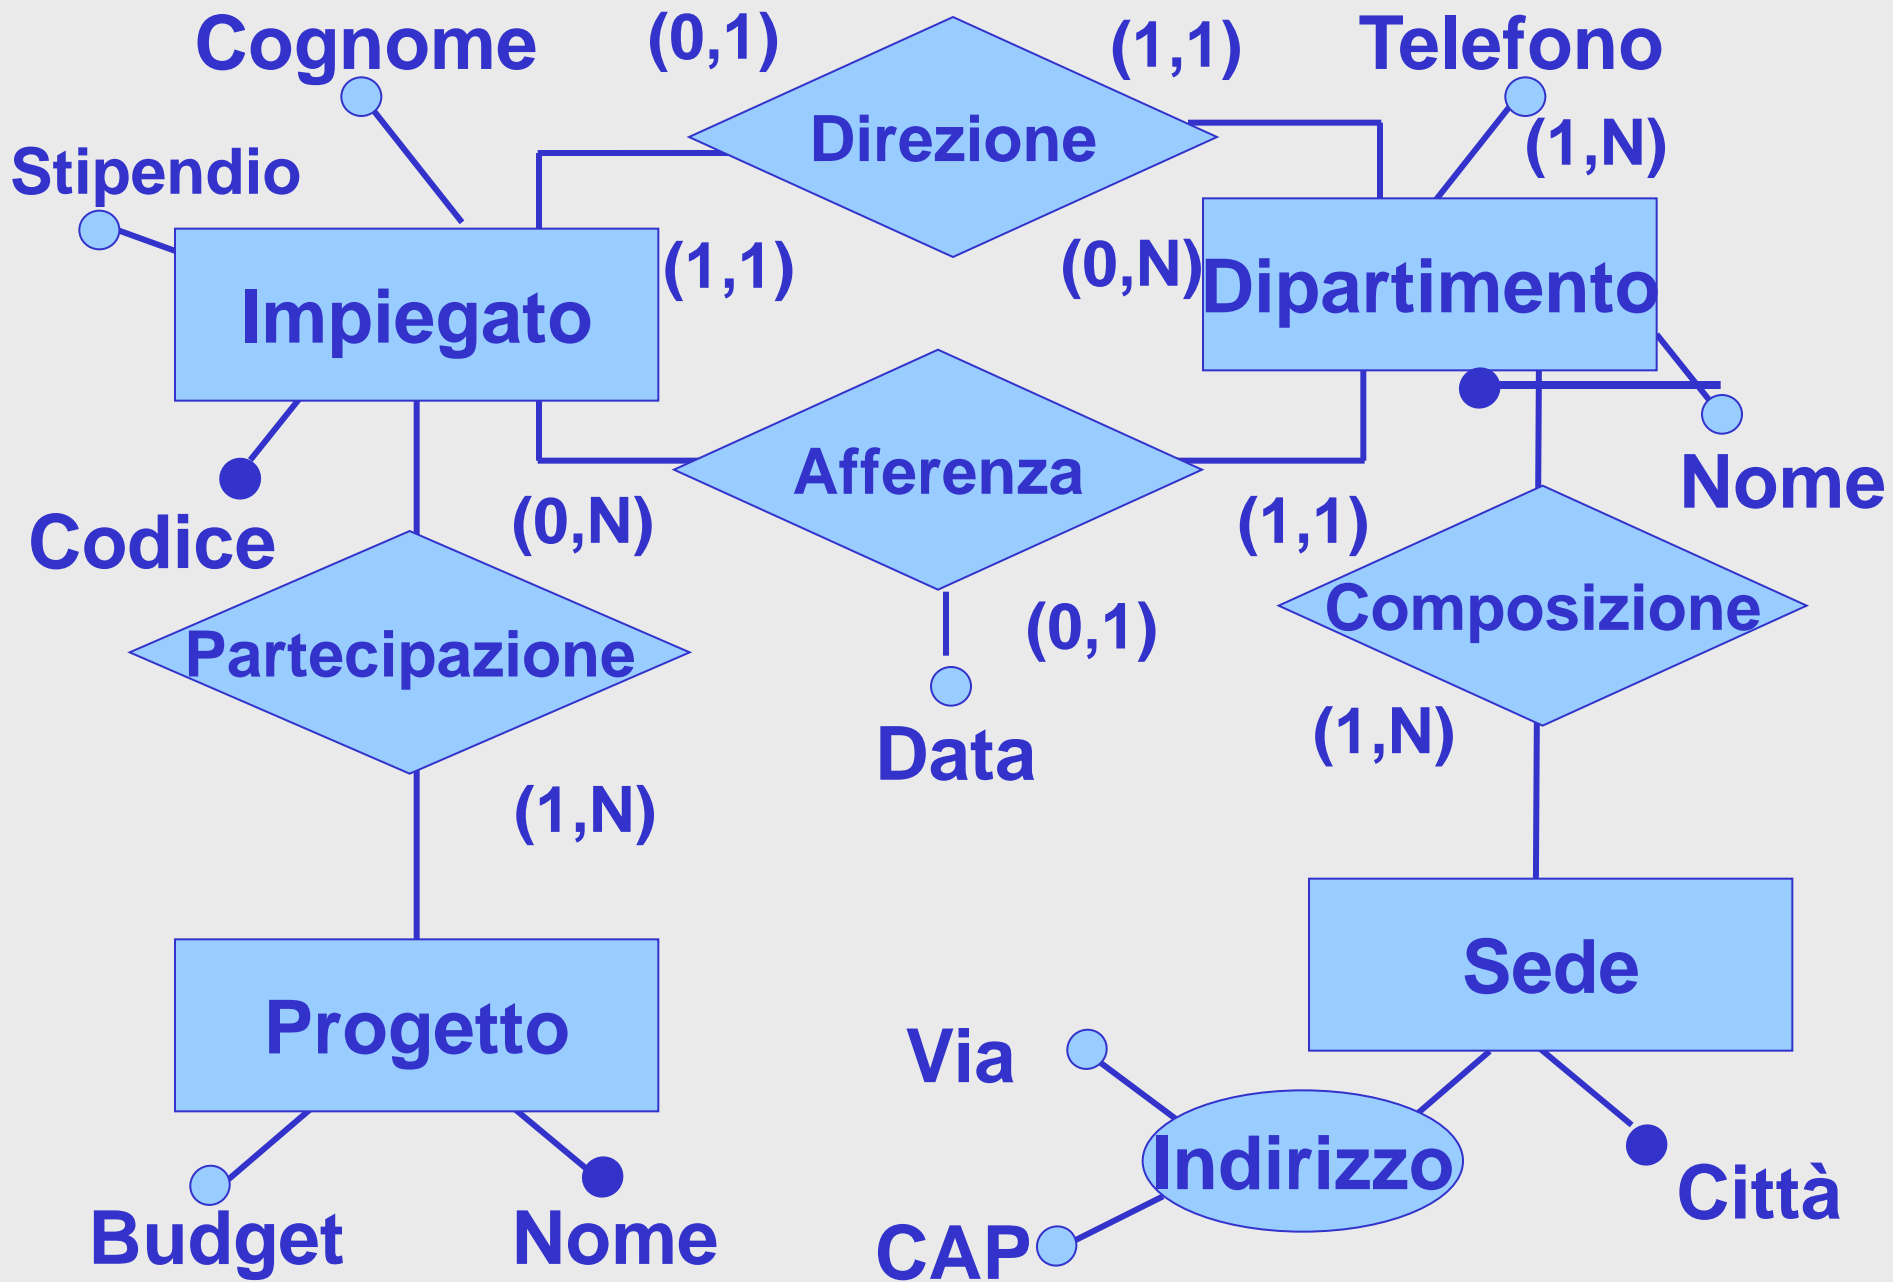 Cognome
(0,1)
(1,1)
Telefono
Direzione
(1,N)
Stipendio
(1,1)
(0,N)
Impiegato
Dipartimento
Afferenza
Nome
Codice
(0,N)
(1,1)
Composizione
(0,1)
Partecipazione
Data
(1,N)
(1,N)
Sede
Progetto
Via
Indirizzo
Città
Budget
Nome
CAP